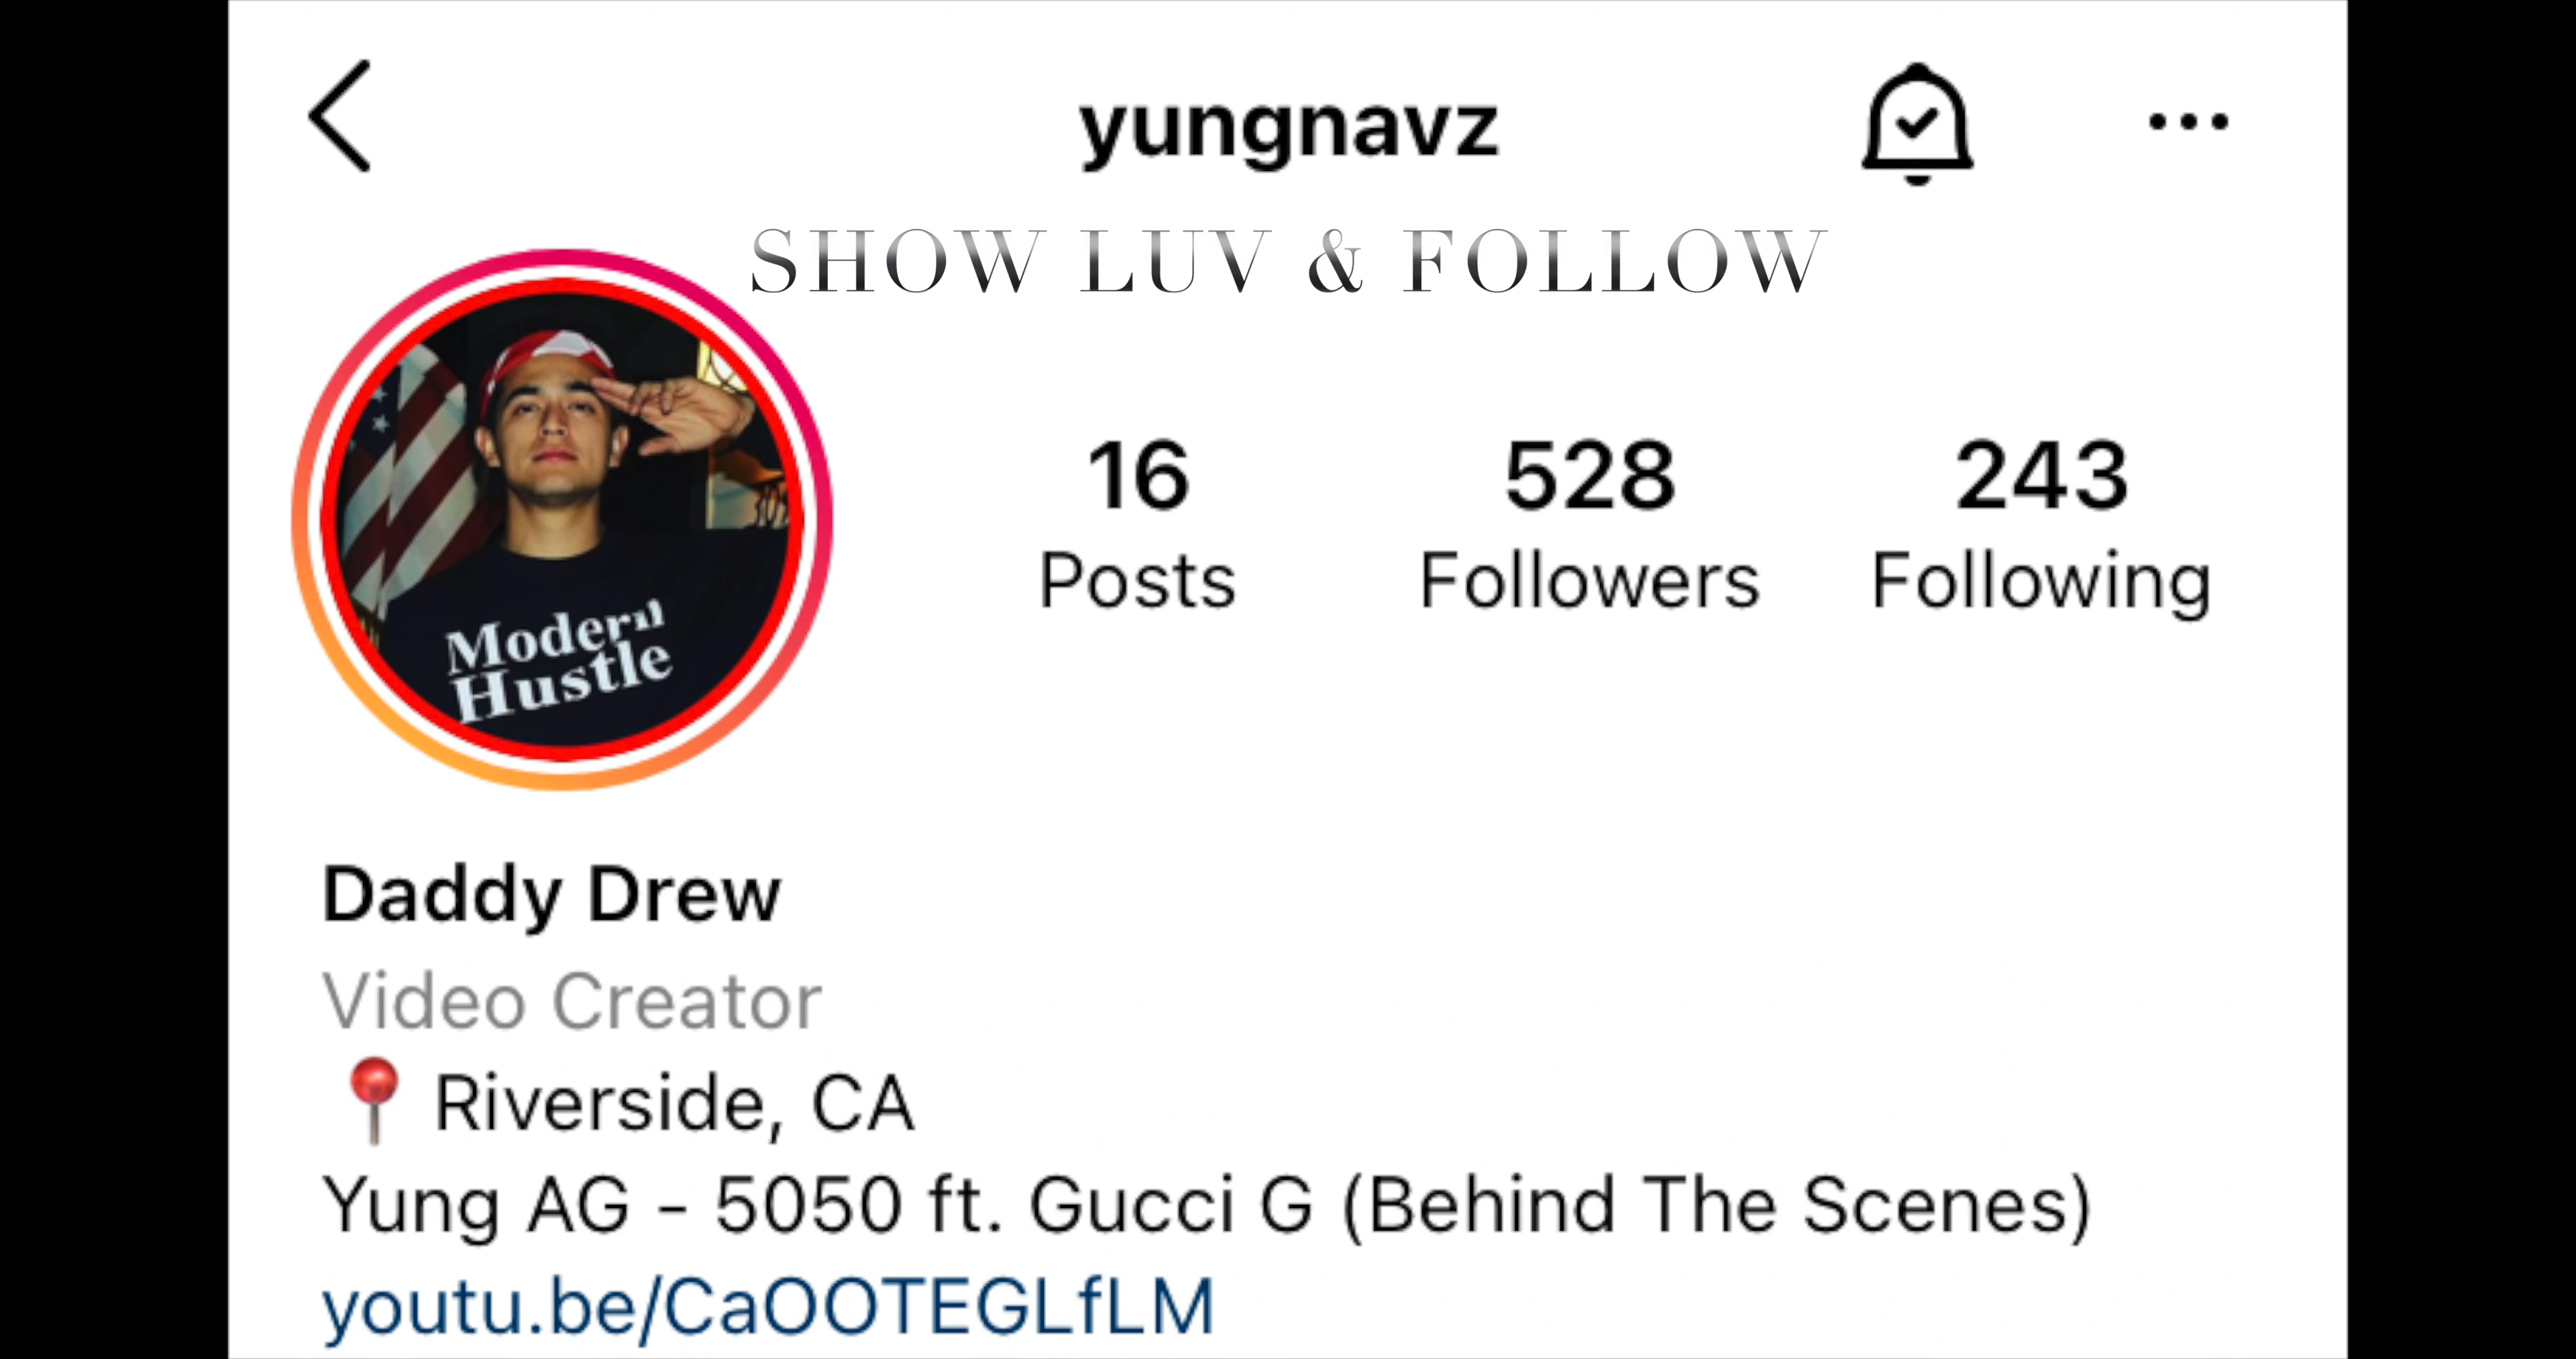 yungnavz
SHOW LUV & FOLLOW
16
Posts
528
Followers
243
Following
Modern
Hustle
Daddy Drew
Video Creator
📍 Riverside, CA
Yung AG - 5050 ft. Gucci G (Behind The Scenes)
youtu.be/CaOOTEGLfLM